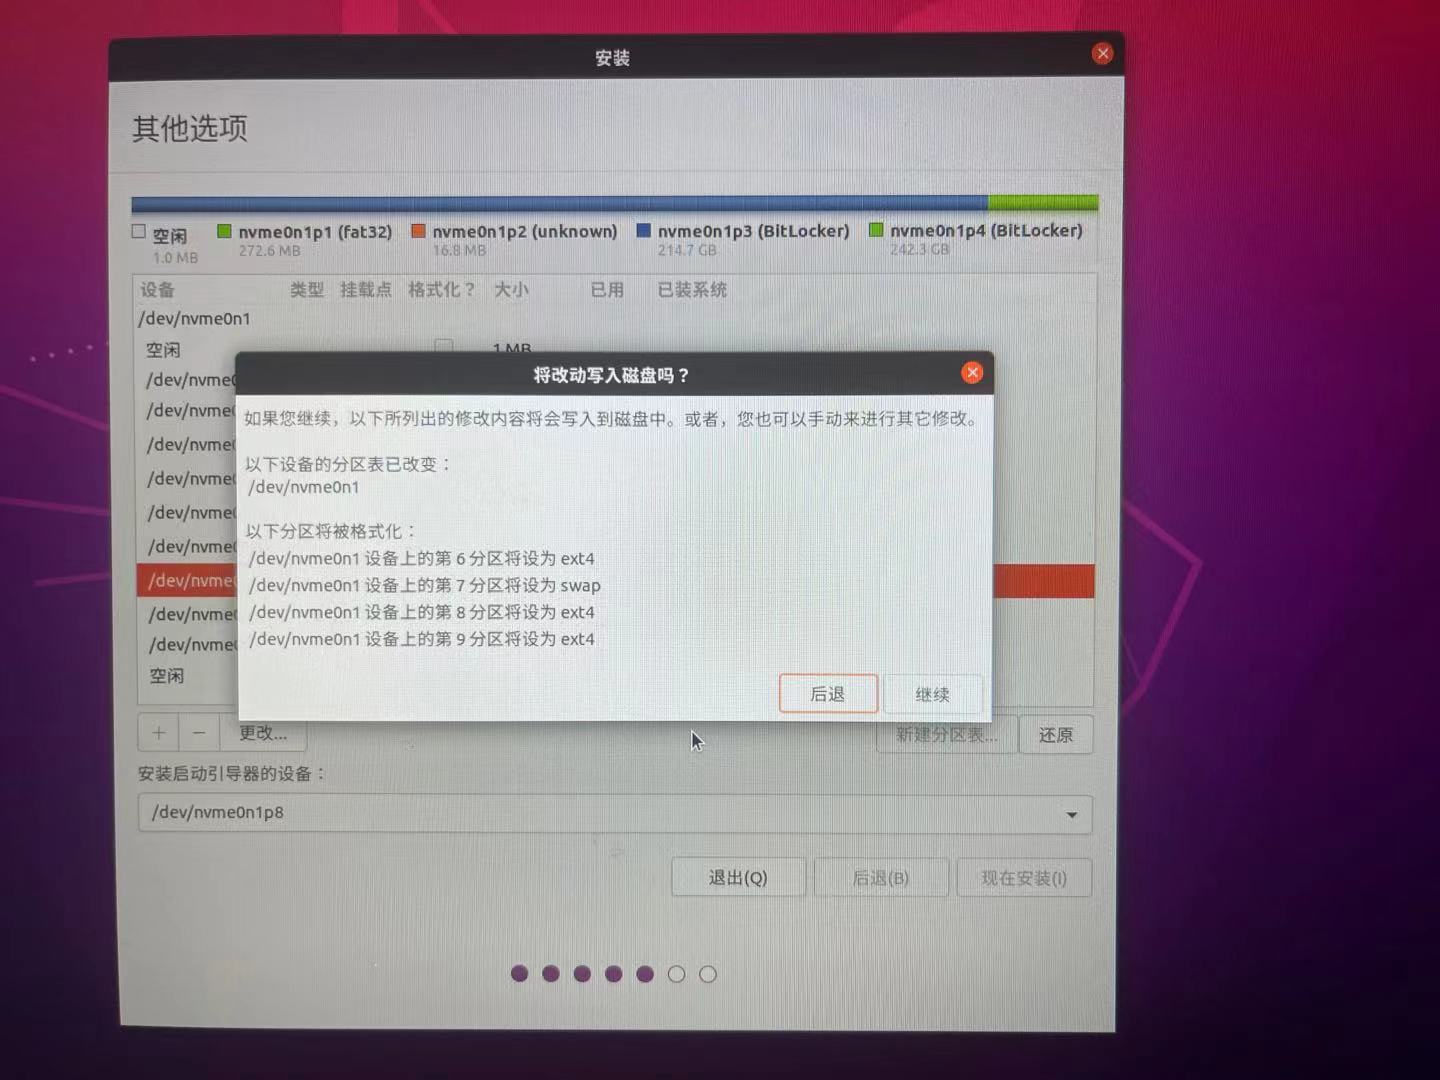 安装
其他选项
空闲 nvme0n1p1 (fat32) nvme0n1p2 (unknown) nvme0n1p3 (BitLocker) nvme0n1p4 (BitLocker)
1.0 MB 272.6 MB 16.8 MB 214.7 GB 242.3 GB
设备 类型 挂载点 格式化？ 大小 已用 已装系统
/dev/nvme0n1
空闲 1 MB
/dev/nvme
/dev/nvme
/dev/nvme
/dev/nvme
/dev/nvme
/dev/nvme
/dev/nvme
/dev/nvme
/dev/nvme
空闲
将改动写入磁盘吗？
如果您继续，以下所列出的修改内容将会写入到磁盘中。或者，您也可以手动来进行其它修改。
以下设备的分区表已改变：
/dev/nvme0n1
以下分区将被格式化：
/dev/nvme0n1 设备上的第 6 分区将设为 ext4
/dev/nvme0n1 设备上的第 7 分区将设为 swap
/dev/nvme0n1 设备上的第 8 分区将设为 ext4
/dev/nvme0n1 设备上的第 9 分区将设为 ext4
后退 继续
+ − 更改... 新建分区表... 还原
安装启动引导器的设备：
/dev/nvme0n1p8
退出(Q) 后退(B) 现在安装(I)